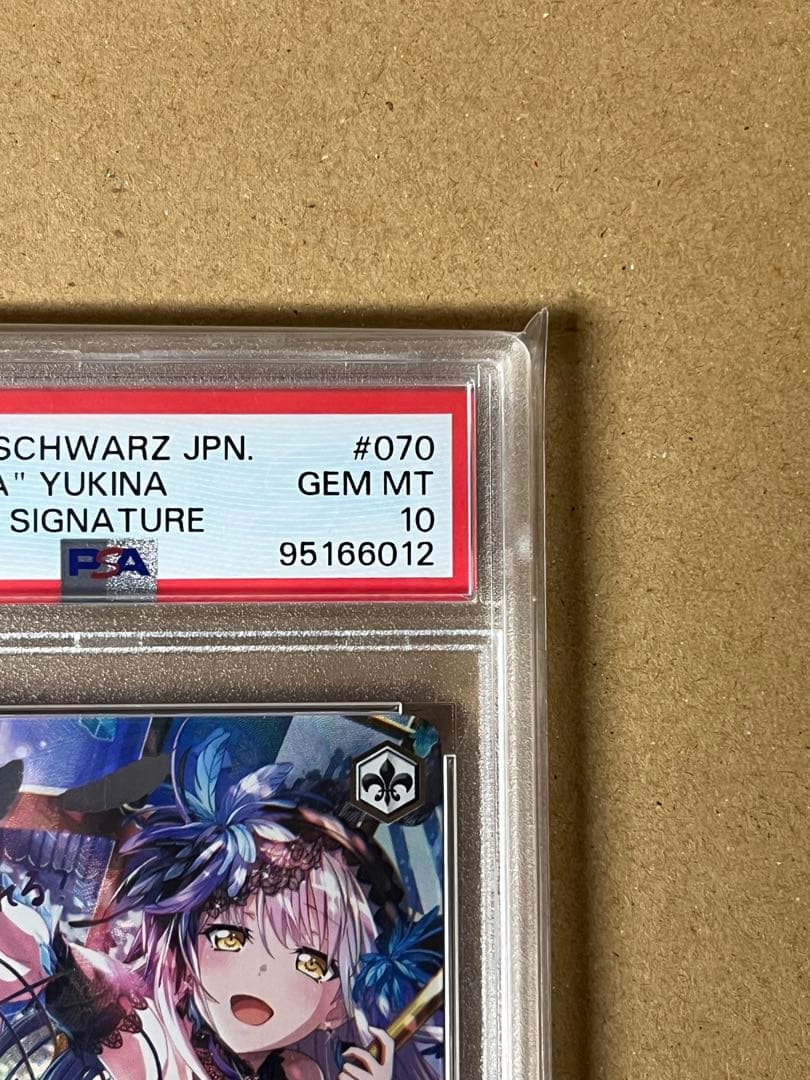 SCHWARZ JPN. #070
A" YUKINA GEM MT
SIGNATURE 10
PSA 95166012